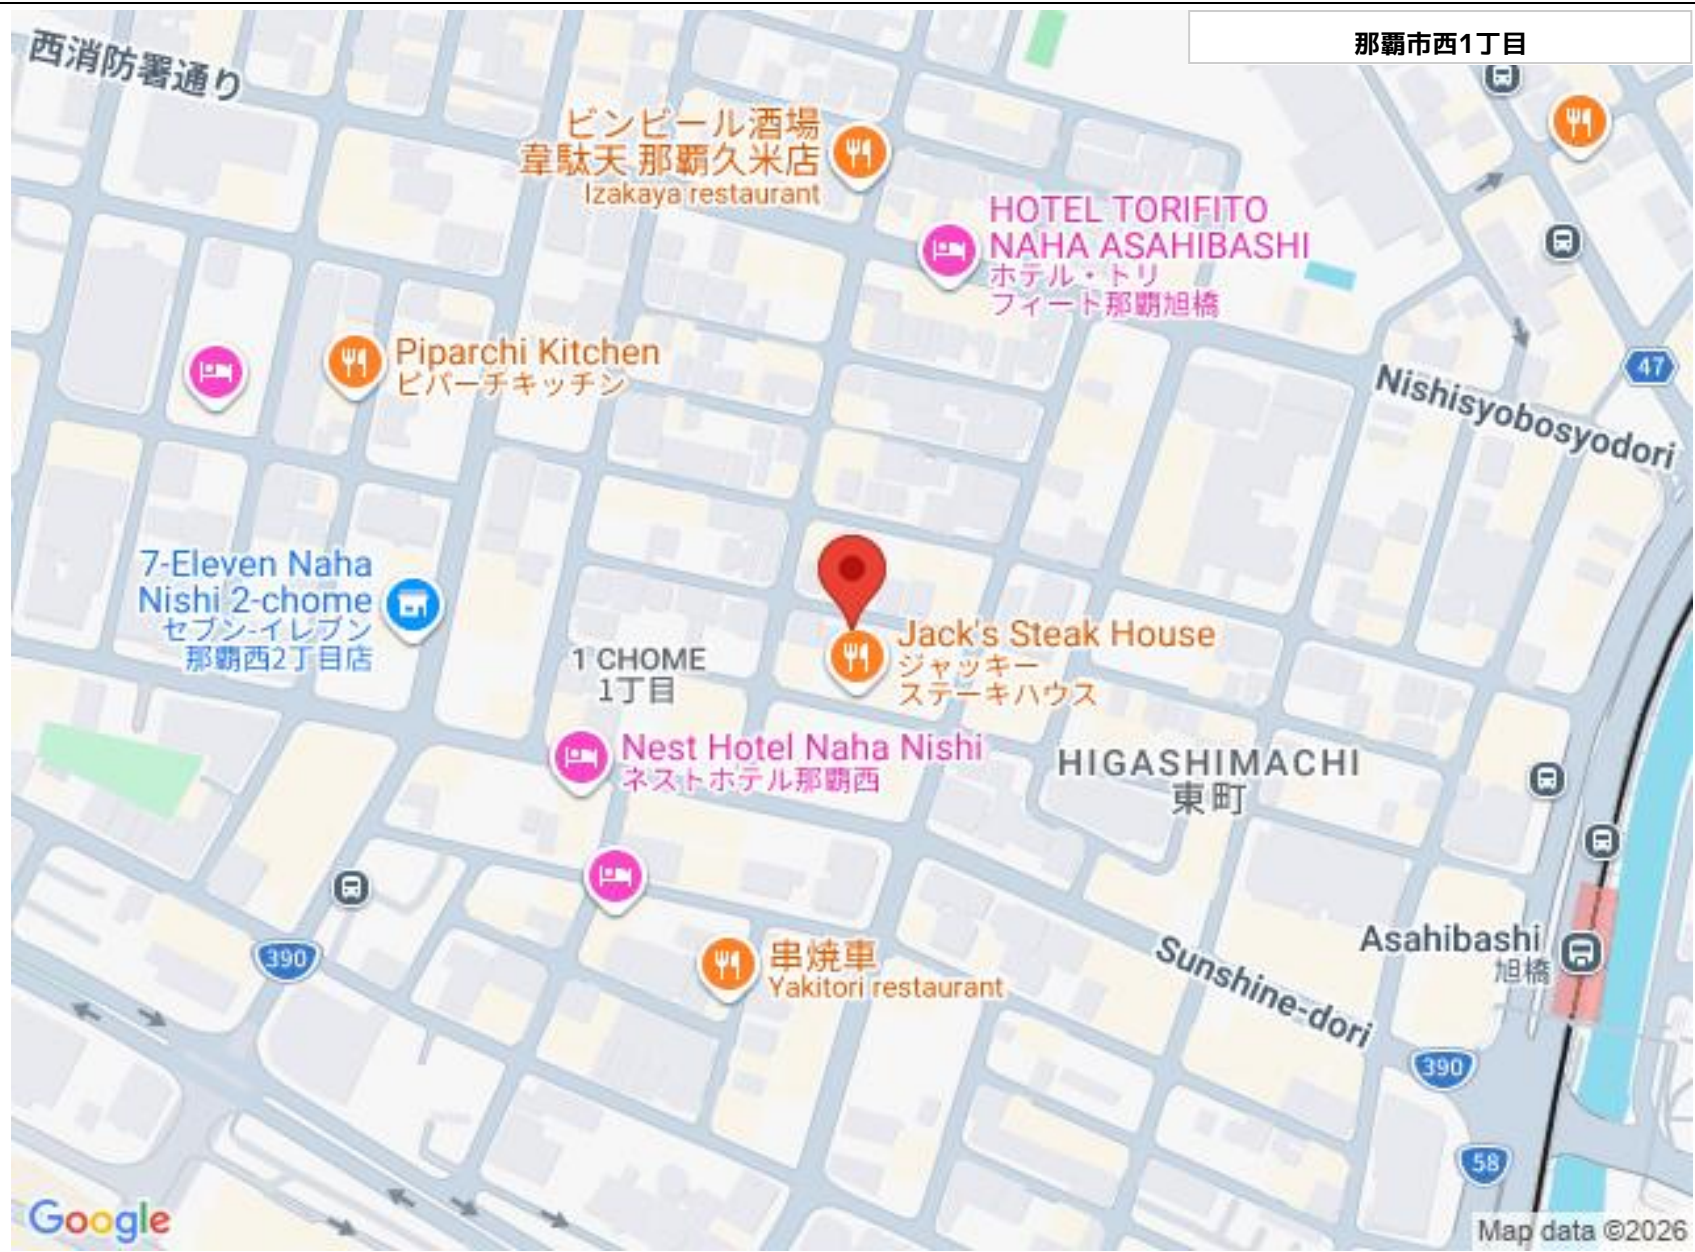 那覇市西1丁目
西消防署通り
ビンビール酒場
韋駄天 那覇久米店
Izakaya restaurant
HOTEL TORIFITO
NAHA ASAHIBASHI
ホテル・トリ
フィート那覇旭橋
Piparchi Kitchen
ピパーチキッチン
47
Nishisyobosyodori
7-Eleven Naha
Nishi 2-chome
セブン-イレブン
那覇西2丁目店
1 CHOME
1丁目
Jack's Steak House
ジャッキー
ステーキハウス
Nest Hotel Naha Nishi
ネストホテル那覇西
HIGASHIMACHI
東町
390
串焼車
Yakitori restaurant
Asahibashi
旭橋
Sunshine-dori
390
58
Google
Map data ©2026